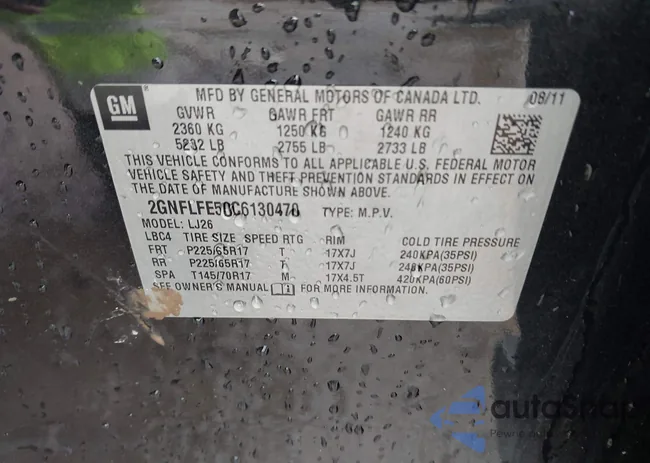 GM
MFD BY GENERAL MOTORS OF CANADA LTD. 09/11
GVWR GAWR FRT GAWR RR
2360 KG 1250 KG 1240 KG
5232 LB 2755 LB 2733 LB
THIS VEHICLE CONFORMS TO ALL APPLICABLE U.S. FEDERAL MOTOR
VEHICLE SAFETY AND THEFT PREVENTION STANDARDS IN EFFECT ON THE
DATE OF MANUFACTURE SHOWN ABOVE.
2GNFLFE50C6130470 TYPE: M.P.V.
MODEL: LJ26
LBC4 TIRE SIZE SPEED RTG RIM COLD TIRE PRESSURE
FRT P225/65R17 T 17X7J 240KPA(35PSI)
RR P225/65R17 T 17X7J 240KPA(35PSI)
SPA T145/70R17 M 17X4.5T 420KPA(60PSI)
SEE OWNER'S MANUAL FOR MORE INFORMATION.
autoSnap